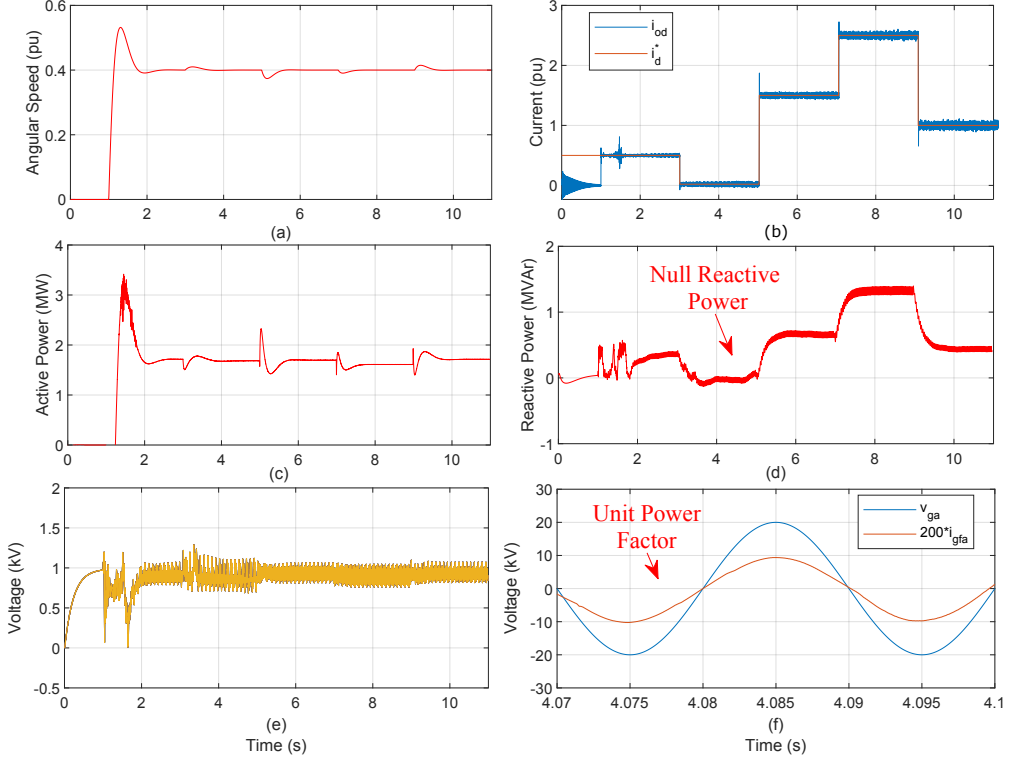 0.6
0.4
0.2
0
Angular Speed (pu)
0 2 4 6 8 10
(a)
3
2
1
0
Current (pu)
i_od
i_d^*
0 2 4 6 8 10
(b)
4
3
2
1
0
Active Power (MW)
0 2 4 6 8 10
(c)
2
1
0
-1
Reactive Power (MVAr)
Null Reactive
Power
0 2 4 6 8 10
(d)
2
1.5
1
0.5
0
-0.5
Voltage (kV)
0 2 4 6 8 10
(e)
Time (s)
30
20
10
0
-10
-20
-30
Voltage (kV)
Unit Power
Factor
v_ga
200*i_gfa
4.07 4.075 4.08 4.085 4.09 4.095 4.1
(f)
Time (s)